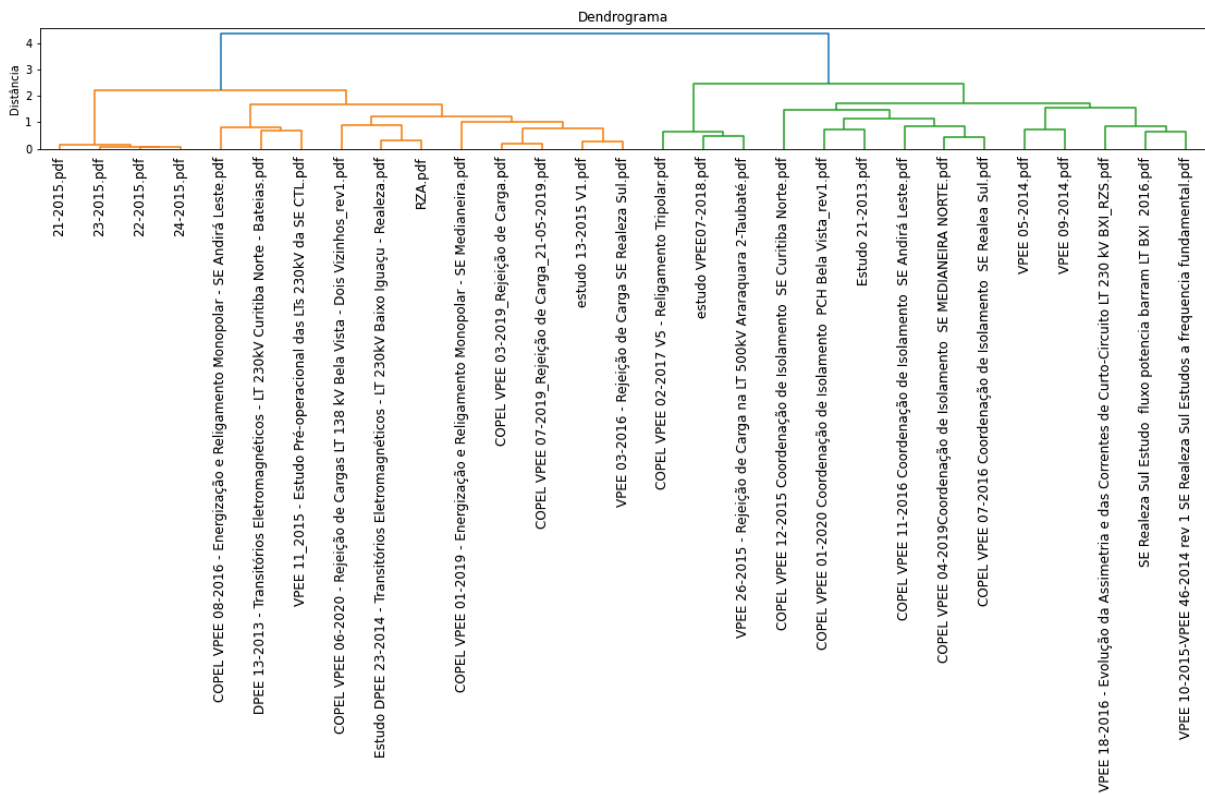 Dendrograma
Distância
4
3
2
1
0
21-2015.pdf
23-2015.pdf
22-2015.pdf
24-2015.pdf
COPEL VPEE 08-2016 - Energização e Religamento Monopolar - SE Andirá Leste.pdf
DPEE 13-2013 - Transitórios Eletromagnéticos - LT 230kV Curitiba Norte - Bateias.pdf
VPEE 11_2015 - Estudo Pré-operacional das LTs 230kV da SE CTL.pdf
COPEL VPEE 06-2020 - Rejeição de Cargas LT 138 kV Bela Vista - Dois Vizinhos_rev1.pdf
Estudo DPEE 23-2014 - Transitórios Eletromagnéticos - LT 230kV Baixo Iguaçu - Realeza.pdf
RZA.pdf
COPEL VPEE 01-2019 - Energização e Religamento Monopolar - SE Medianeira.pdf
COPEL VPEE 03-2019_Rejeição de Carga.pdf
COPEL VPEE 07-2019_Rejeição de Carga_21-05-2019.pdf
estudo 13-2015 V1.pdf
VPEE 03-2016 - Rejeição de Carga SE Realeza Sul.pdf
COPEL VPEE 02-2017 V5 - Religamento Tripolar.pdf
estudo VPEE07-2018.pdf
VPEE 26-2015 - Rejeição de Carga na LT 500kV Araraquara 2-Taubaté.pdf
COPEL VPEE 12-2015 Coordenação de Isolamento  SE Curitiba Norte.pdf
COPEL VPEE 01-2020 Coordenação de Isolamento  PCH Bela Vista_rev1.pdf
Estudo 21-2013.pdf
COPEL VPEE 11-2016 Coordenação de Isolamento  SE Andirá Leste.pdf
COPEL VPEE 04-2019Coordenação de Isolamento  SE MEDIANEIRA NORTE.pdf
COPEL VPEE 07-2016 Coordenação de Isolamento  SE Realea Sul.pdf
VPEE 05-2014.pdf
VPEE 09-2014.pdf
VPEE 18-2016 - Evolução da Assimetria e das Correntes de Curto-Circuito LT 230 kV BXI_RZS.pdf
SE Realeza Sul Estudo  fluxo potencia barram LT BXI  2016.pdf
VPEE 10-2015-VPEE 46-2014 rev 1 SE Realeza Sul Estudos a frequencia fundamental.pdf